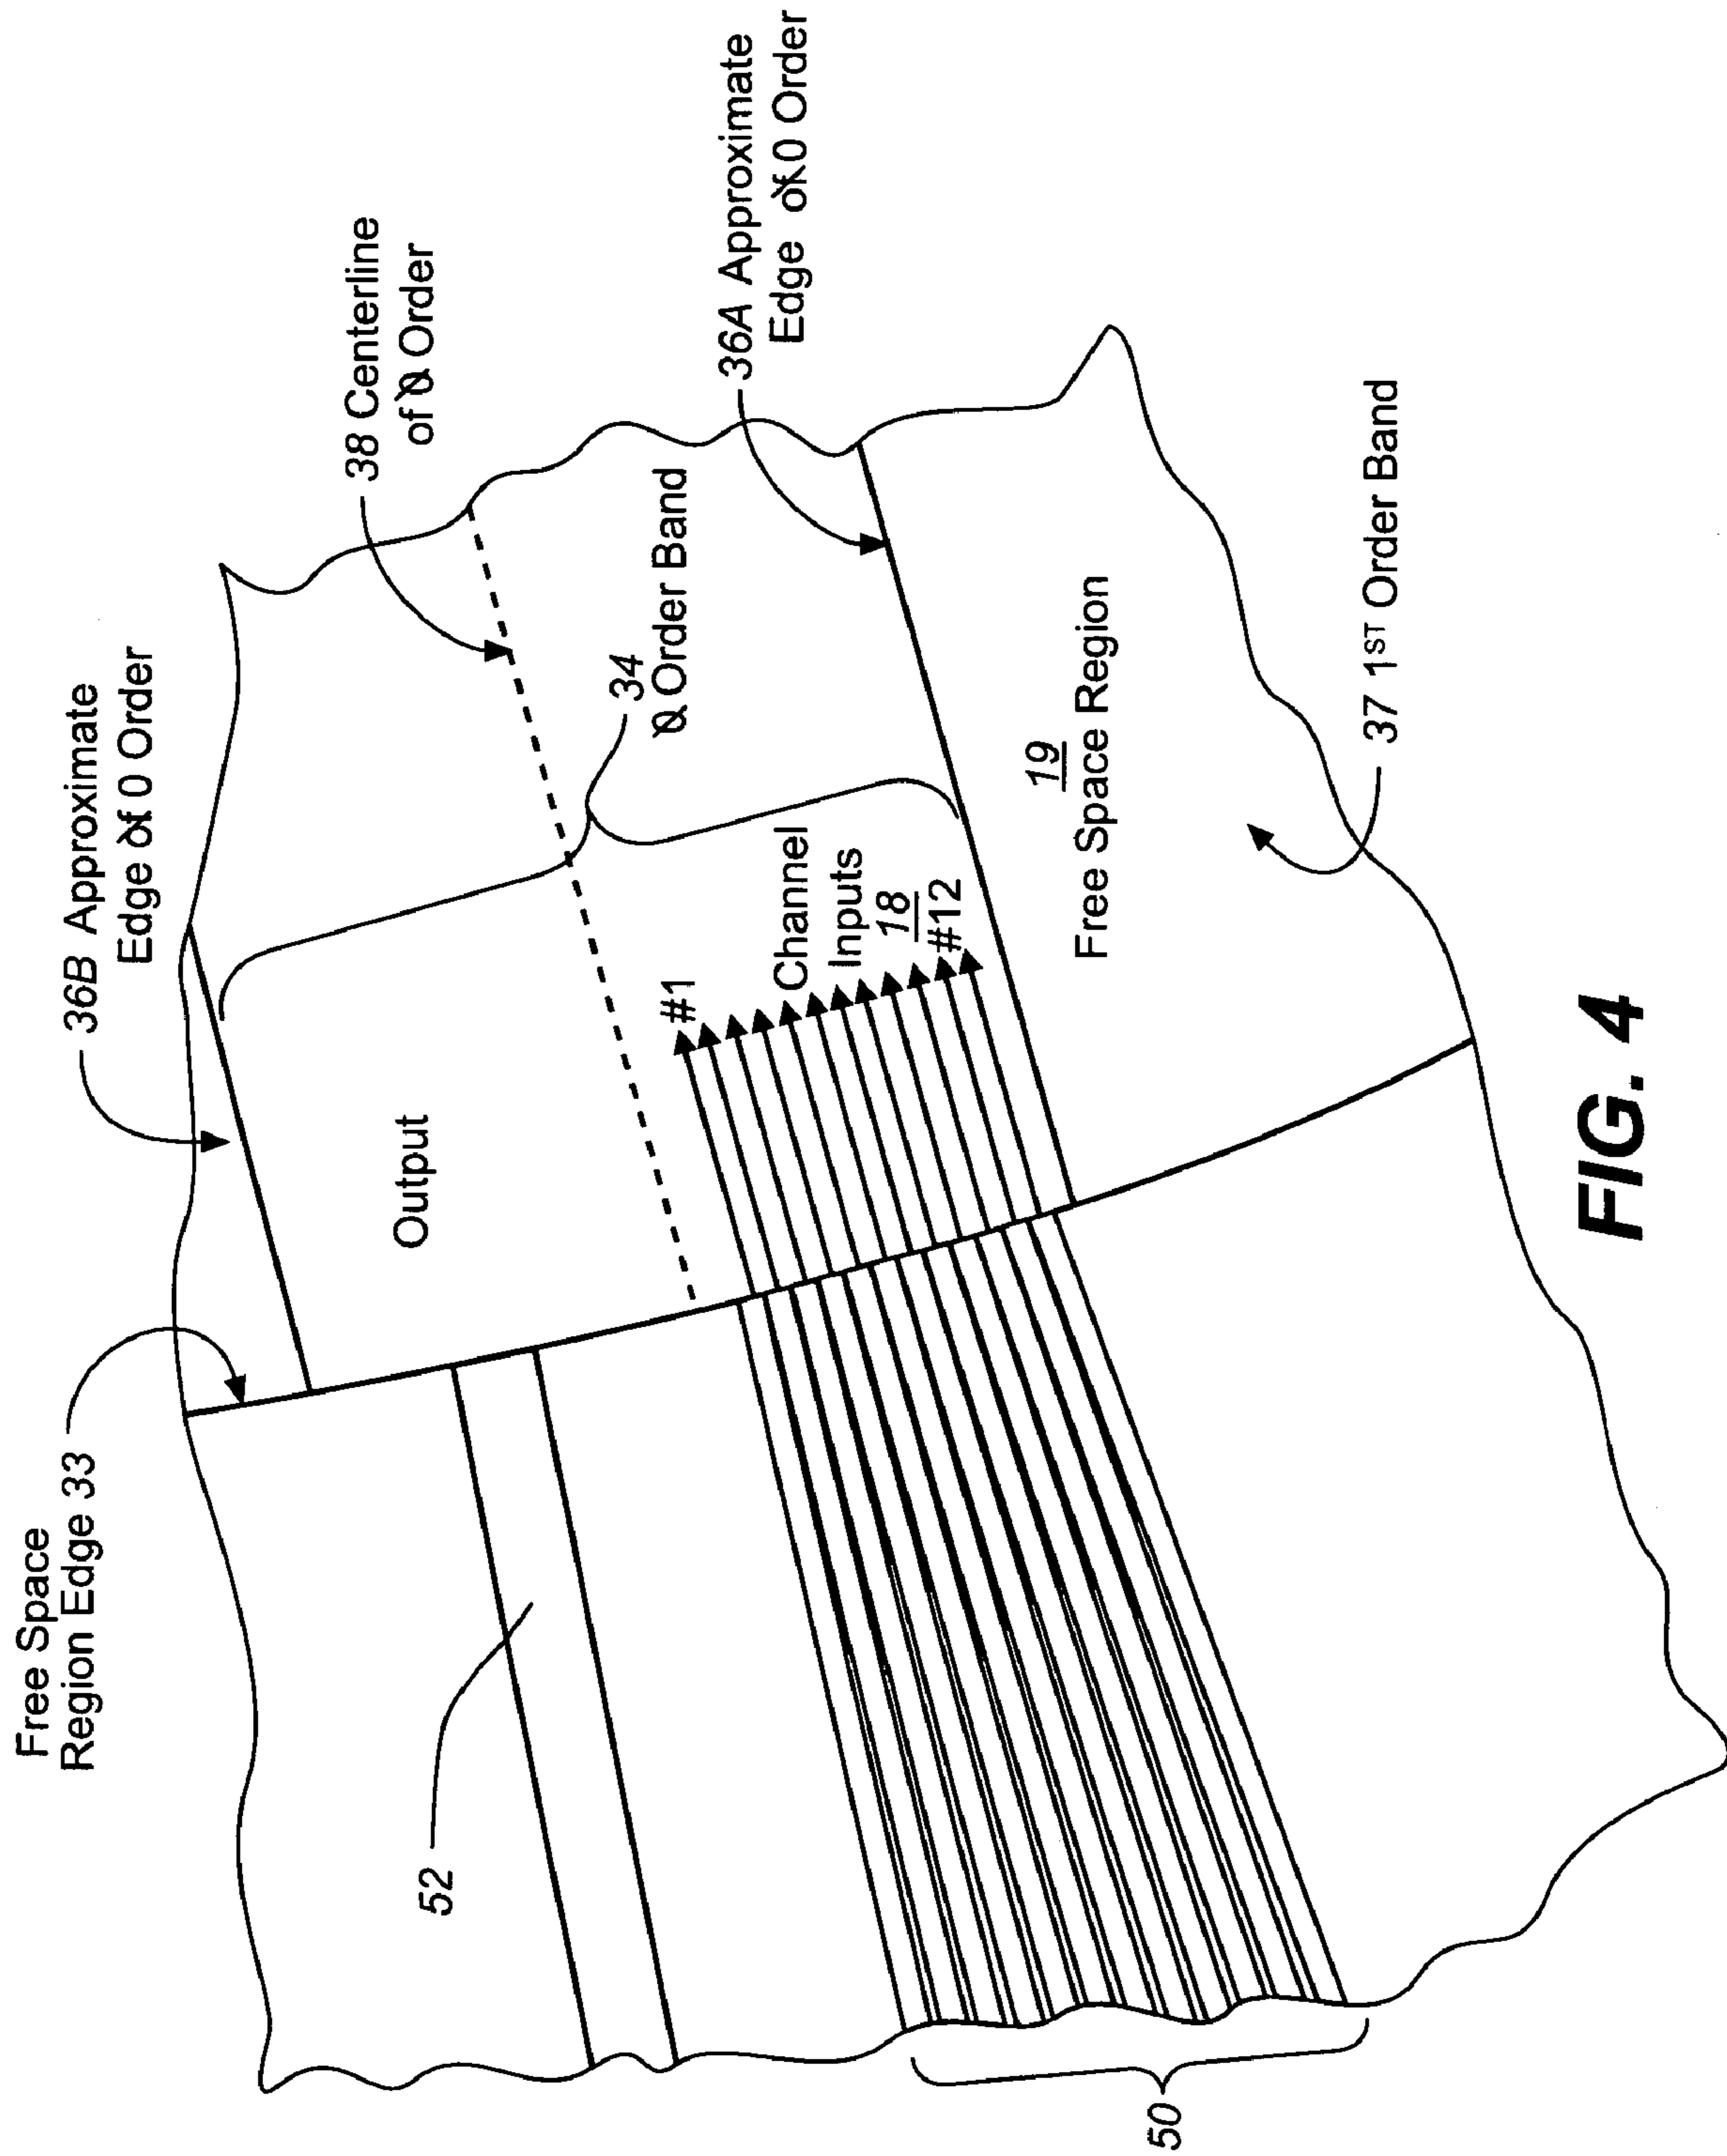 Free Space
Region Edge 33
36B Approximate
Edge of 0 Order
38 Centerline
of Ø Order
36A Approximate
Edge of 0 Order
52
Output
34
Ø Order Band
#1
Channel
Inputs
18
#12
19
Free Space Region
50
37 1ST Order Band
FIG. 4